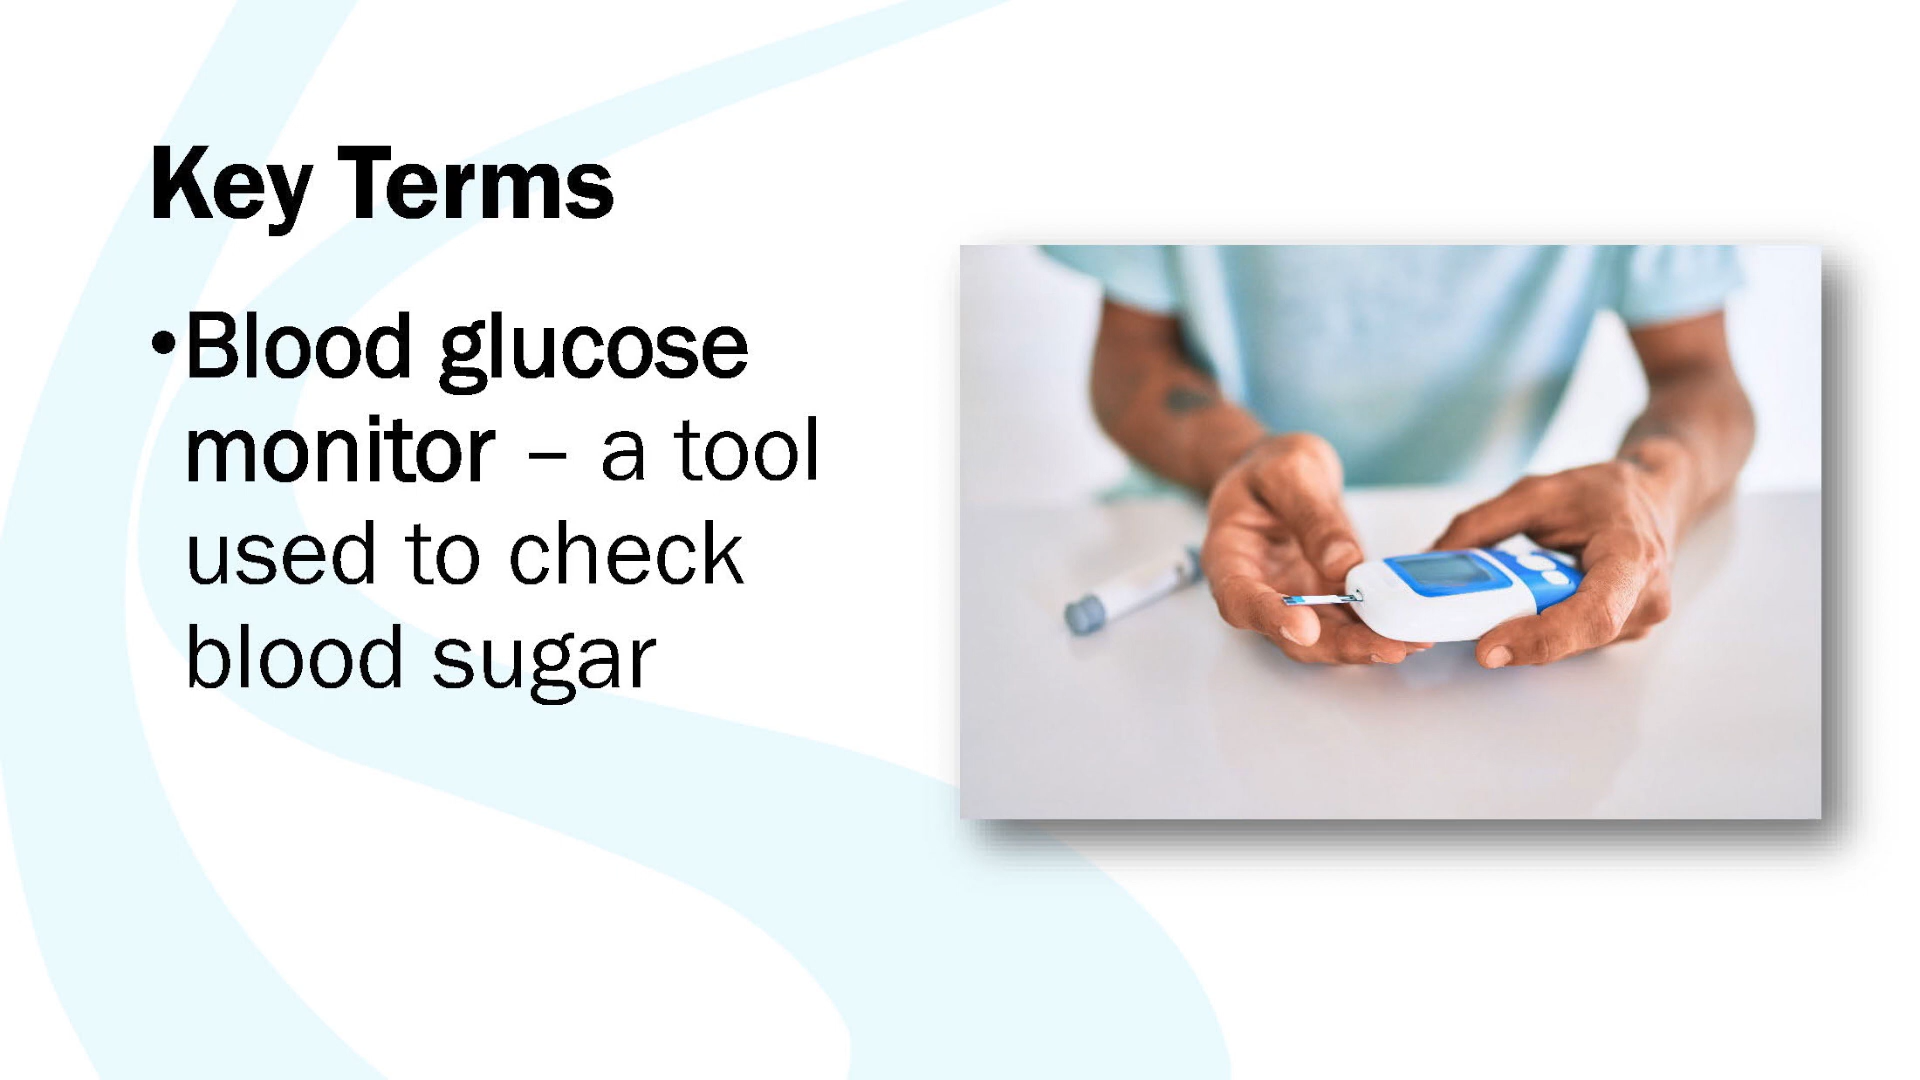 Key Terms
•Blood glucose
monitor – a tool
used to check
blood sugar